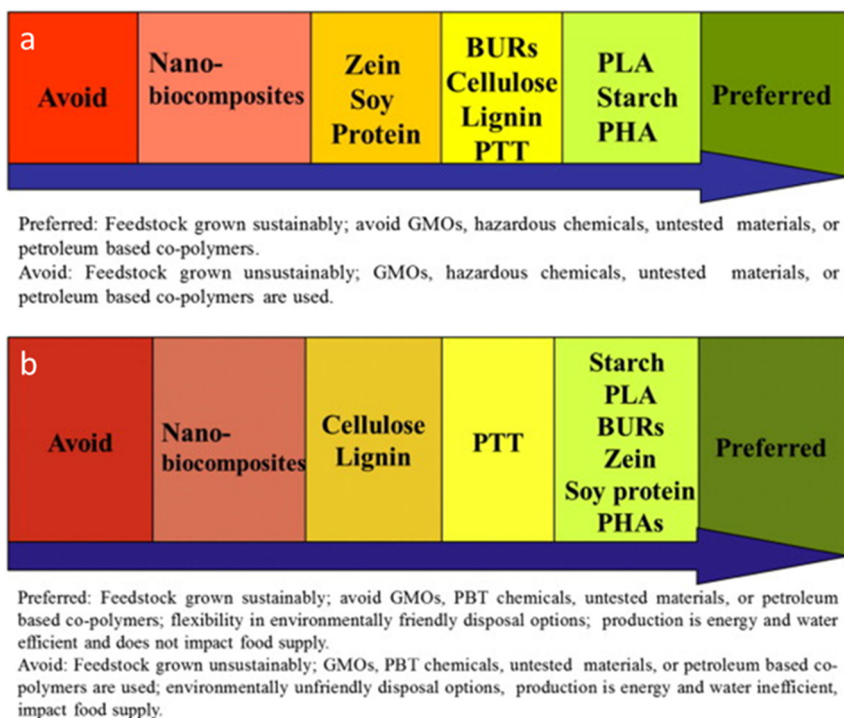 a
Avoid
Nano-
biocomposites
Zein
Soy
Protein
BURs
Cellulose
Lignin
PTT
PLA
Starch
PHA
Preferred
Preferred: Feedstock grown sustainably; avoid GMOs, hazardous chemicals, untested materials, or
petroleum based co-polymers.
Avoid: Feedstock grown unsustainably; GMOs, hazardous chemicals, untested materials, or
petroleum based co-polymers are used.
b
Avoid
Nano-
biocomposites
Cellulose
Lignin
PTT
Starch
PLA
BURs
Zein
Soy protein
PHAs
Preferred
Preferred: Feedstock grown sustainably; avoid GMOs, PBT chemicals, untested materials, or petroleum
based co-polymers; flexibility in environmentally friendly disposal options; production is energy and water
efficient and does not impact food supply.
Avoid: Feedstock grown unsustainably; GMOs, PBT chemicals, untested materials, or petroleum based co-
polymers are used; environmentally unfriendly disposal options, production is energy and water inefficient,
impact food supply.